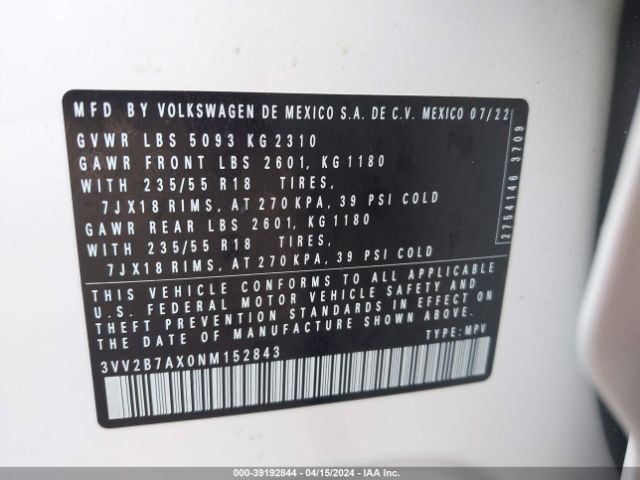 MFD BY VOLKSWAGEN DE MEXICO S.A. DE C.V. MEXICO 07/22
GVWR LBS 5093 KG 2310
GAWR FRONT LBS 2601, KG 1180
WITH 235/55 R18 TIRES,
7JX18 RIMS, AT 270 KPA, 39 PSI COLD
GAWR REAR LBS 2601, KG 1180
WITH 235/55 R18 TIRES,
7JX18 RIMS, AT 270 KPA, 39 PSI COLD
THIS VEHICLE CONFORMS TO ALL APPLICABLE
U.S. FEDERAL MOTOR VEHICLE SAFETY AND
THEFT PREVENTION STANDARDS IN EFFECT ON
THE DATE OF MANUFACTURE SHOWN ABOVE.
TYPE: MPV
3VV2B7AX0NM152843
2754146 3709
000-39192844 - 04/15/2024 - IAA Inc.